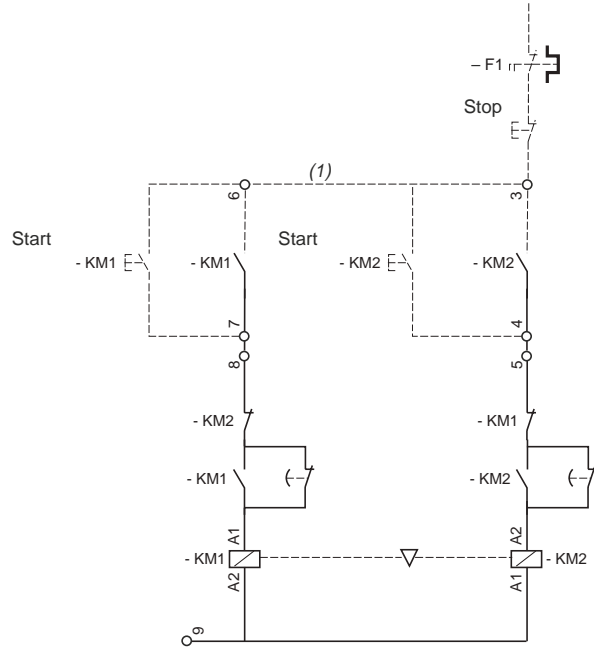 – F1
Stop
(1)
6
3
Start
Start
- KM1
- KM1
- KM2
- KM2
7
4
8
5
- KM2
- KM1
- KM1
- KM2
A1
A2
- KM1
- KM2
A2
A1
9